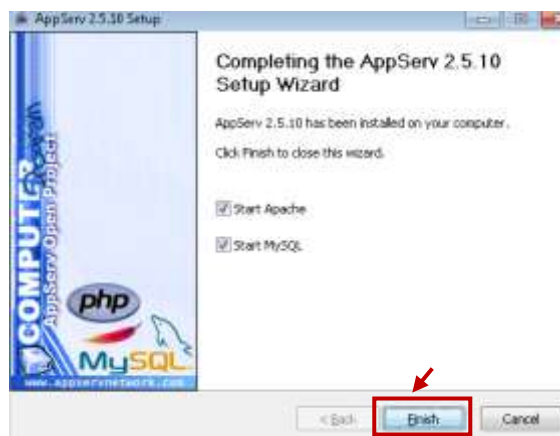 AppServ 2.5.10 Setup
Completing the AppServ 2.5.10
Setup Wizard
AppServ 2.5.10 has been installed on your computer.
Click Finish to close this wizard.
Start Apache
Start MySQL
COMPUTER
Program
AppServ Open Project
php
MySQL
www.appservnetwork.com
< Back
Finish
Cancel